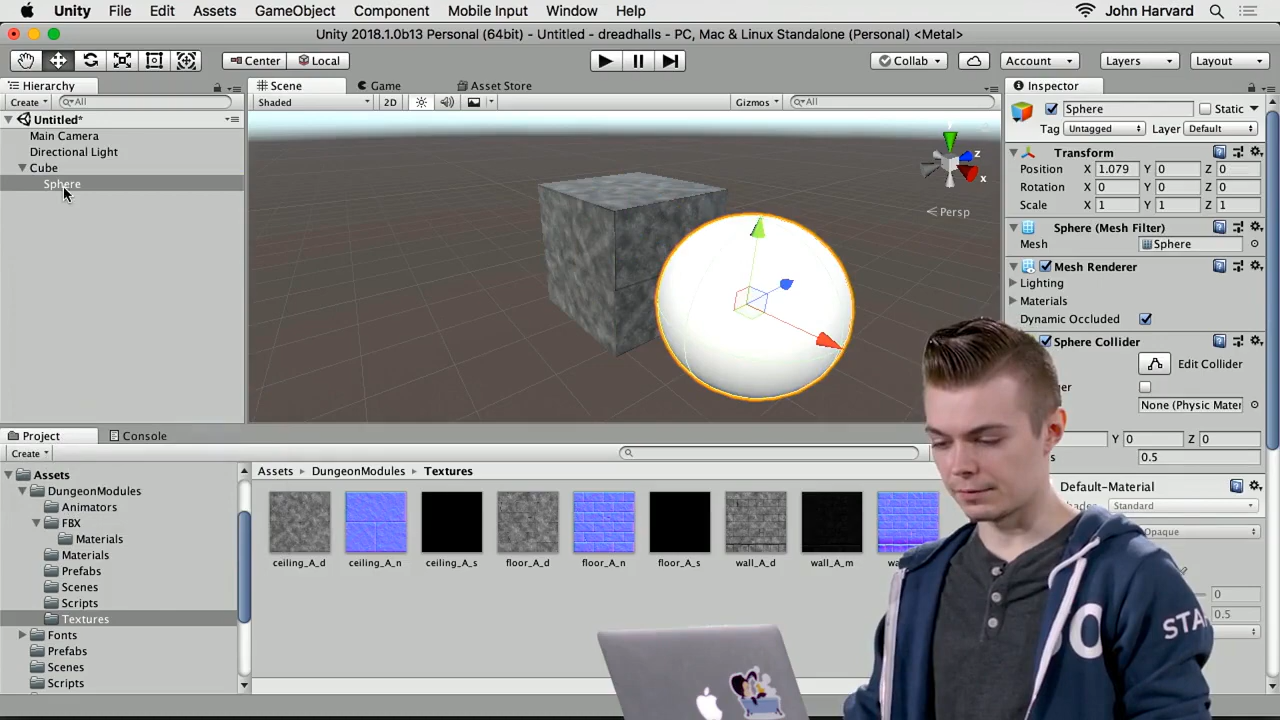 Unity File Edit Assets GameObject Component Mobile Input Window Help John Harvard
Unity 2018.1.0b13 Personal (64bit) - Untitled - dreadhalls - PC, Mac & Linux Standalone (Personal) <Metal>
Center Local Collab Account Layers Layout
Hierarchy
Create All
Untitled*
Main Camera
Directional Light
Cube
Sphere
Scene Game Asset Store
Shaded 2D Gizmos All
y
z
x
Persp
Inspector
Sphere Static
Tag Untagged Layer Default
Transform
Position X 1.079 Y 0 Z 0
Rotation X 0 Y 0 Z 0
Scale X 1 Y 1 Z 1
Sphere (Mesh Filter)
Mesh Sphere
Mesh Renderer
Lighting
Materials
Dynamic Occluded
Sphere Collider
Edit Collider
None (Physic Mater
Y 0 Z 0
0.5
Default-Material
Standard
Opaque
0
0.5
Project Console
Create
Assets
DungeonModules
Animators
FBX
Materials
Materials
Prefabs
Scenes
Scripts
Textures
Fonts
Prefabs
Scenes
Scripts
Assets DungeonModules Textures
ceiling_A_d ceiling_A_n ceiling_A_s floor_A_d floor_A_n floor_A_s wall_A_d wall_A_m
STA